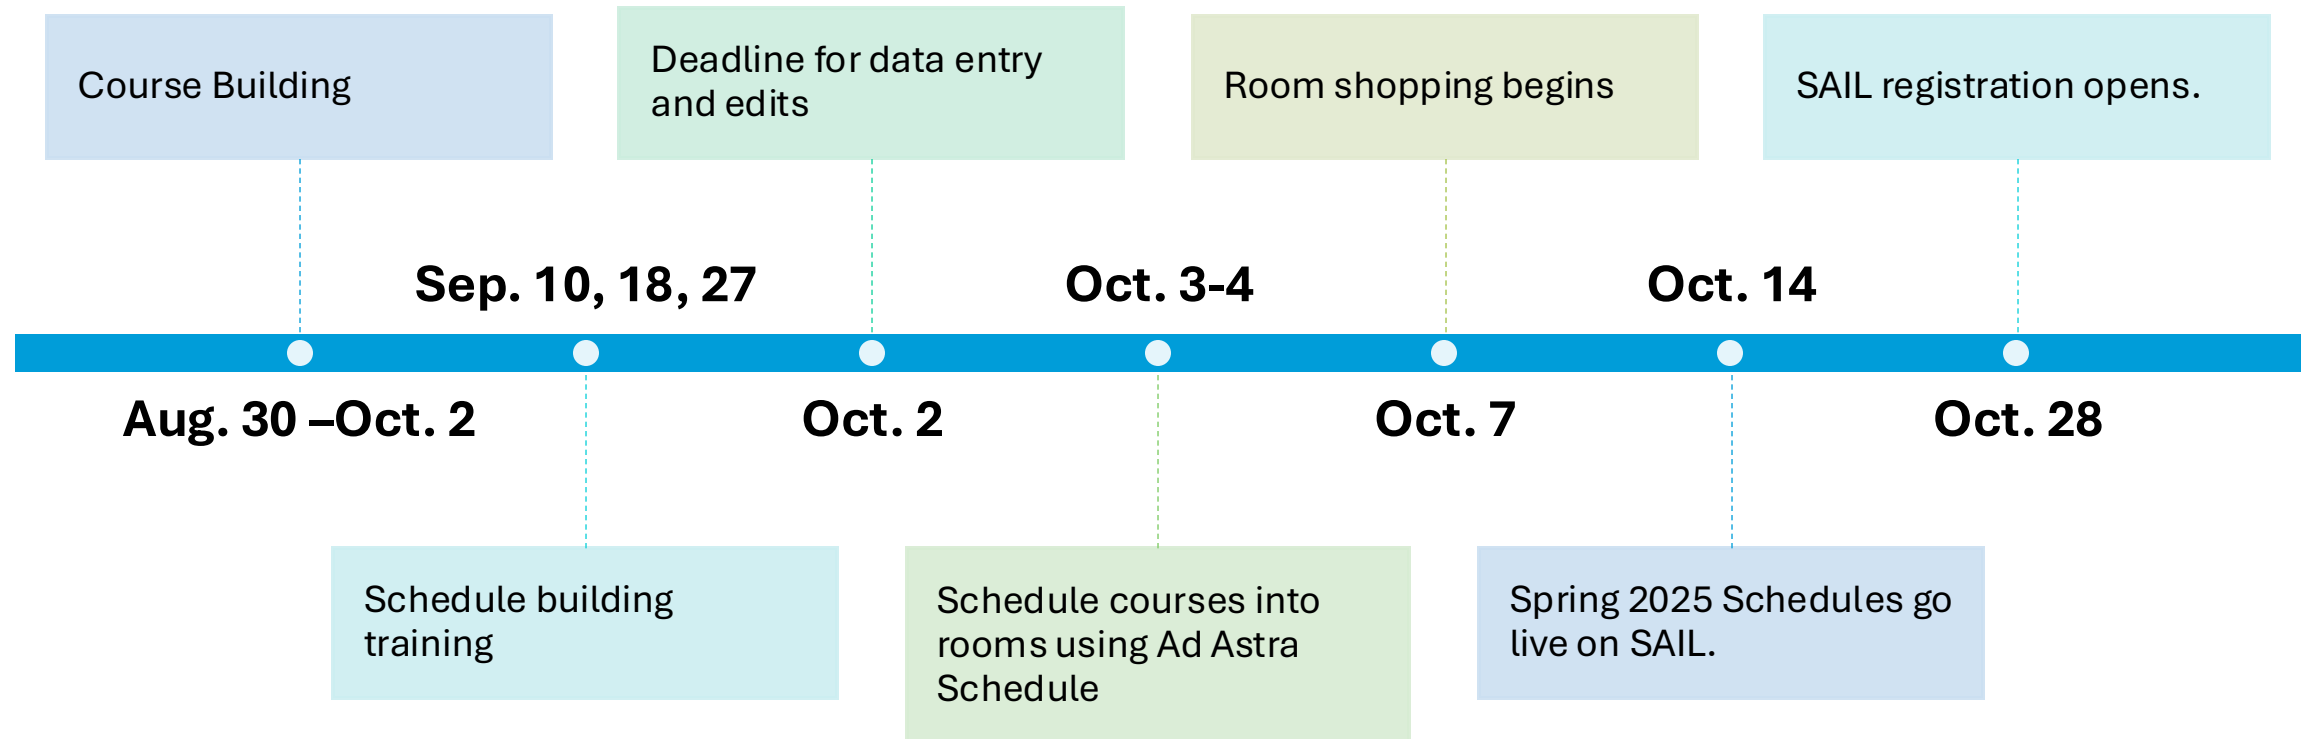 Course Building
Deadline for data entry
and edits
Room shopping begins
SAIL registration opens.
Sep. 10, 18, 27
Oct. 3-4
Oct. 14
Aug. 30 –Oct. 2
Oct. 2
Oct. 7
Oct. 28
Schedule building
training
Schedule courses into
rooms using Ad Astra
Schedule
Spring 2025 Schedules go
live on SAIL.